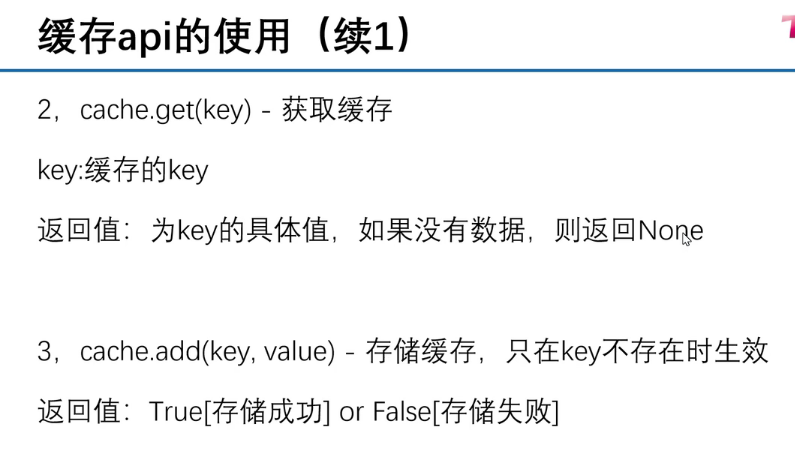 缓存api的使用（续1）
2，cache.get(key) - 获取缓存
key:缓存的key
返回值：为key的具体值，如果没有数据，则返回None
3，cache.add(key, value) - 存储缓存，只在key不存在时生效
返回值：True[存储成功] or False[存储失败]